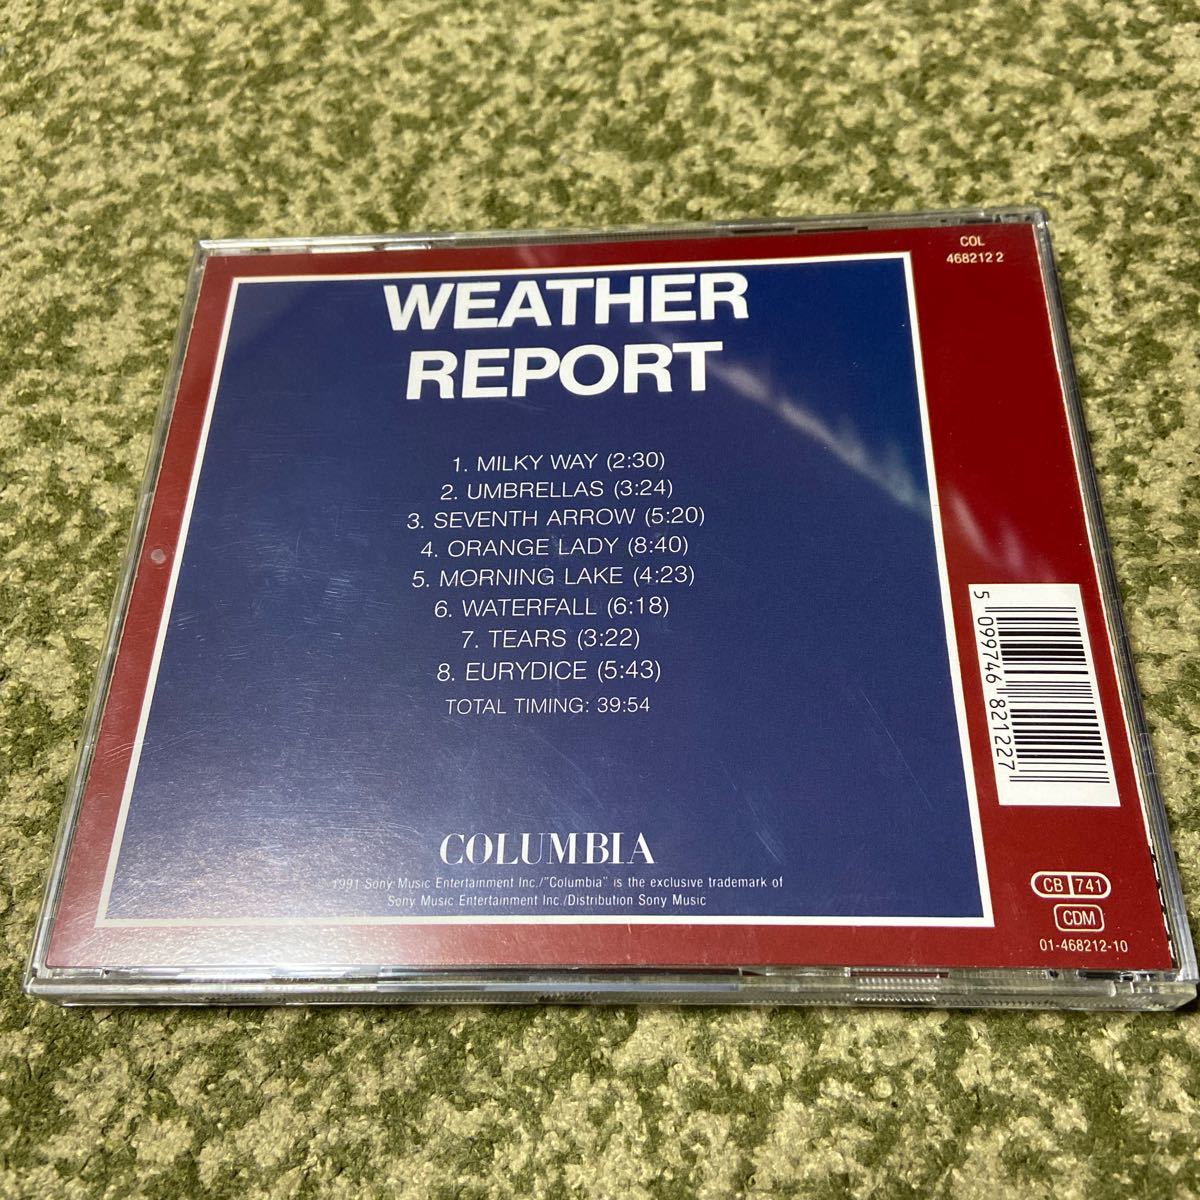 COL
468212 2
WEATHER
REPORT
1. MILKY WAY (2:30)
2. UMBRELLAS (3:24)
3. SEVENTH ARROW (5:20)
4. ORANGE LADY (8:40)
5. MORNING LAKE (4:23)
6. WATERFALL (6:18)
7. TEARS (3:22)
8. EURYDICE (5:43)
TOTAL TIMING: 39:54
5 099746 821227
COLUMBIA
1991 Sony Music Entertainment Inc./"Columbia" is the exclusive trademark of
Sony Music Entertainment Inc./Distribution Sony Music
CB 741
CDM
01-468212-10